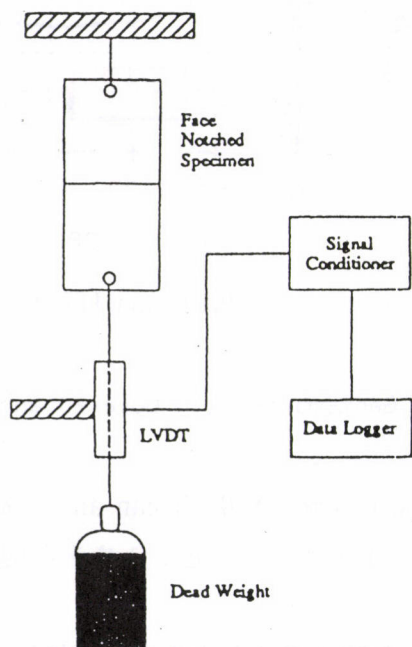 Face
Notched
Specimen
Signal
Conditioner
LVDT
Data Logger
Dead Weight